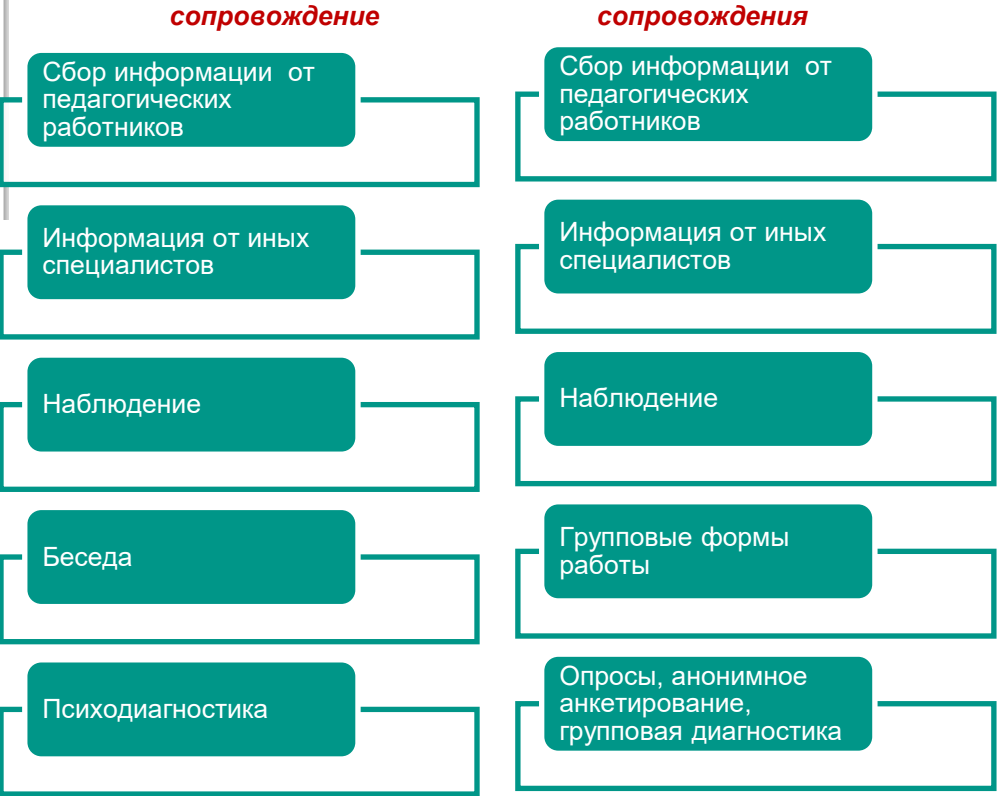 сопровождение
Сбор информации от
педагогических
работников
Информация от иных
специалистов
Наблюдение
Беседа
Психодиагностика
сопровождения
Сбор информации от
педагогических
работников
Информация от иных
специалистов
Наблюдение
Групповые формы
работы
Опросы, анонимное
анкетирование,
групповая диагностика